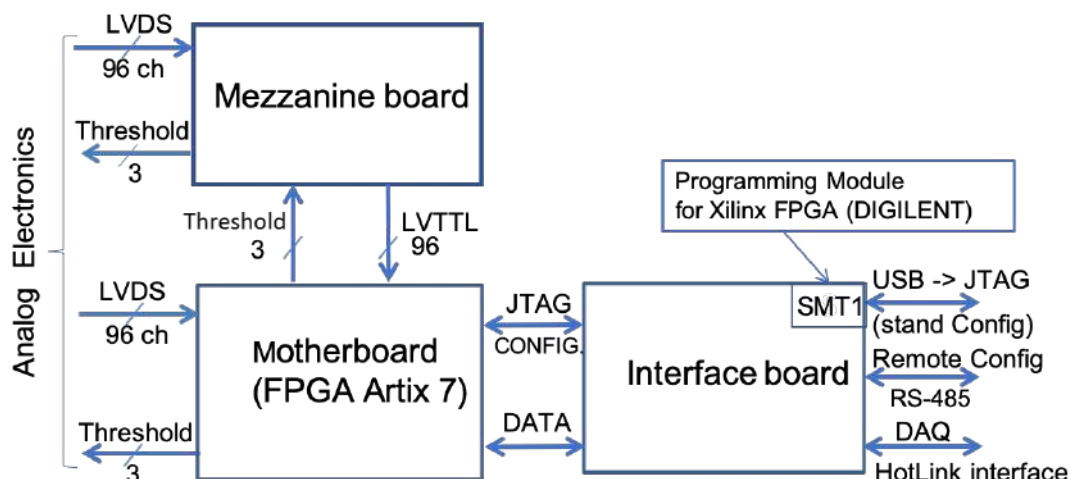 LVDS
96 ch
Mezzanine board
Threshold
3
Analog Electronics
Threshold
3
LVTTL
96
Programming Module
for Xilinx FPGA (DIGILENT)
LVDS
96 ch
Motherboard
(FPGA Artix 7)
JTAG
CONFIG.
DATA
Interface board
SMT1
USB -> JTAG
(stand Config)
Remote Config
RS-485
DAQ
HotLink interface
Threshold
3